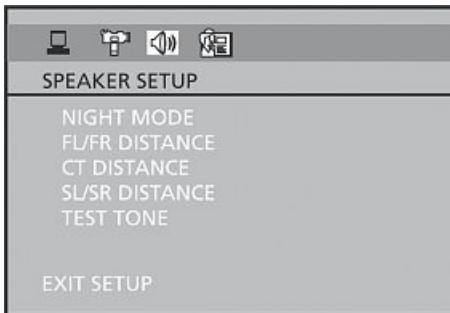 SPEAKER SETUP
NIGHT MODE
FL/FR DISTANCE
CT DISTANCE
SL/SR DISTANCE
TEST TONE
EXIT SETUP